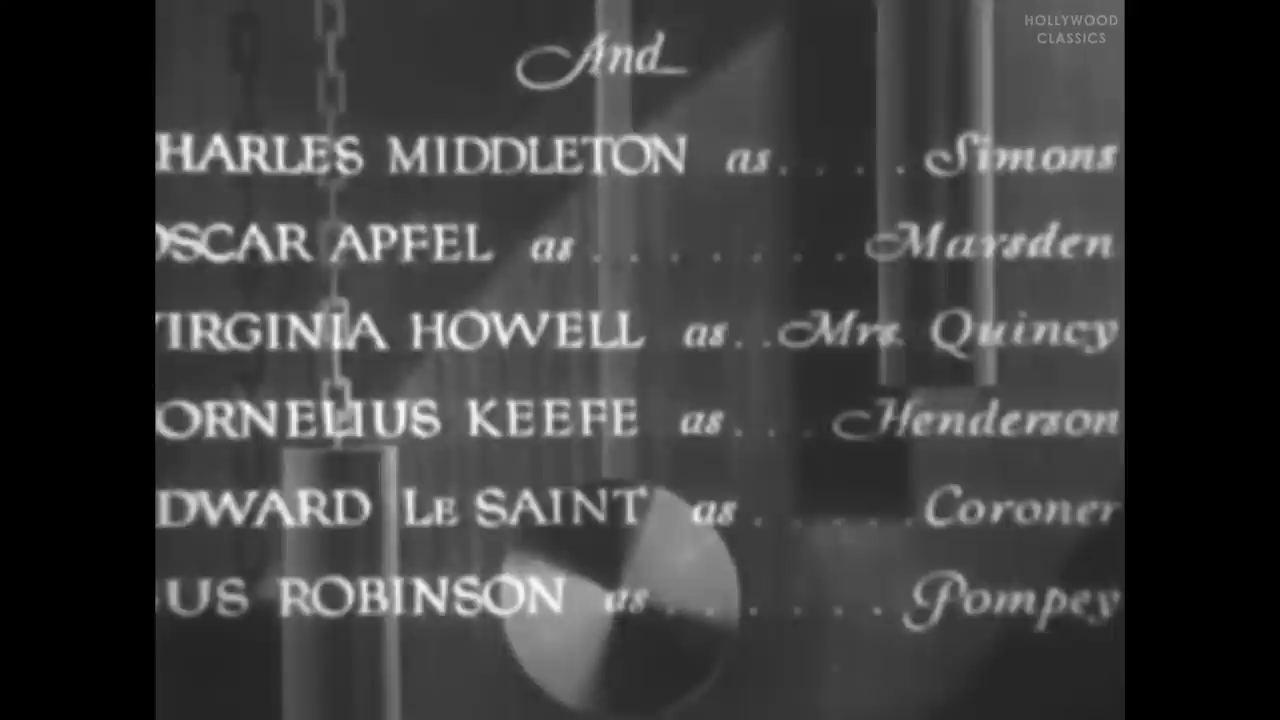 HOLLYWOOD
CLASSICS
And
HARLES MIDDLETON as. . . . Simons
OSCAR APFEL as. . . . . . . . Marsden
VIRGINIA HOWELL as. . Mrs. Quincy
CORNELIUS KEEFE as. . . Henderson
DWARD LE SAINT as. . . . . . Coroner
US ROBINSON as. . . . . . . Pompey